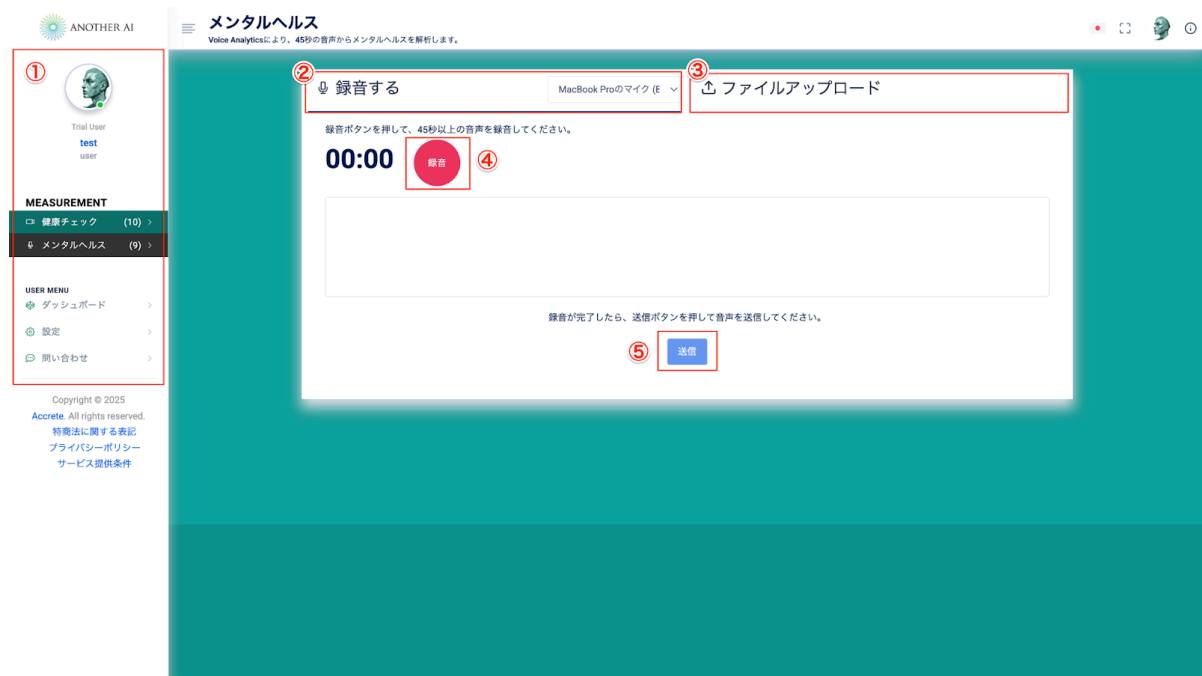 ANOTHER AI
メンタルヘルス
Voice Analyticsにより、45秒の音声からメンタルヘルスを解析します。
①
Trial User
test
user
MEASUREMENT
健康チェック (10)
メンタルヘルス (9)
USER MENU
ダッシュボード
設定
問い合わせ
Copyright © 2025
Accrete. All rights reserved.
特商法に関する表記
プライバシーポリシー
サービス提供条件
②
録音する MacBook Proのマイク (E
③
ファイルアップロード
録音ボタンを押して、45秒以上の音声を録音してください。
00:00 録音 ④
録音が完了したら、送信ボタンを押して音声を送信してください。
⑤ 送信